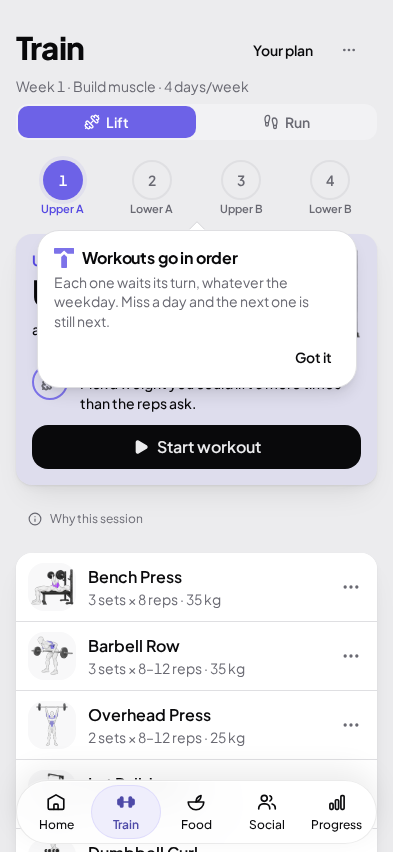 Train
Your plan
Week 1 · Build muscle · 4 days/week
Lift
Run
1
2
3
4
Upper A
Lower A
Upper B
Lower B
Workouts go in order
Each one waits its turn, whatever the
weekday. Miss a day and the next one is
still next.
Got it
than the reps ask.
Start workout
Why this session
Bench Press
3 sets × 8 reps · 35 kg
Barbell Row
3 sets × 8–12 reps · 35 kg
Overhead Press
2 sets × 8–12 reps · 25 kg
Home
Train
Food
Social
Progress